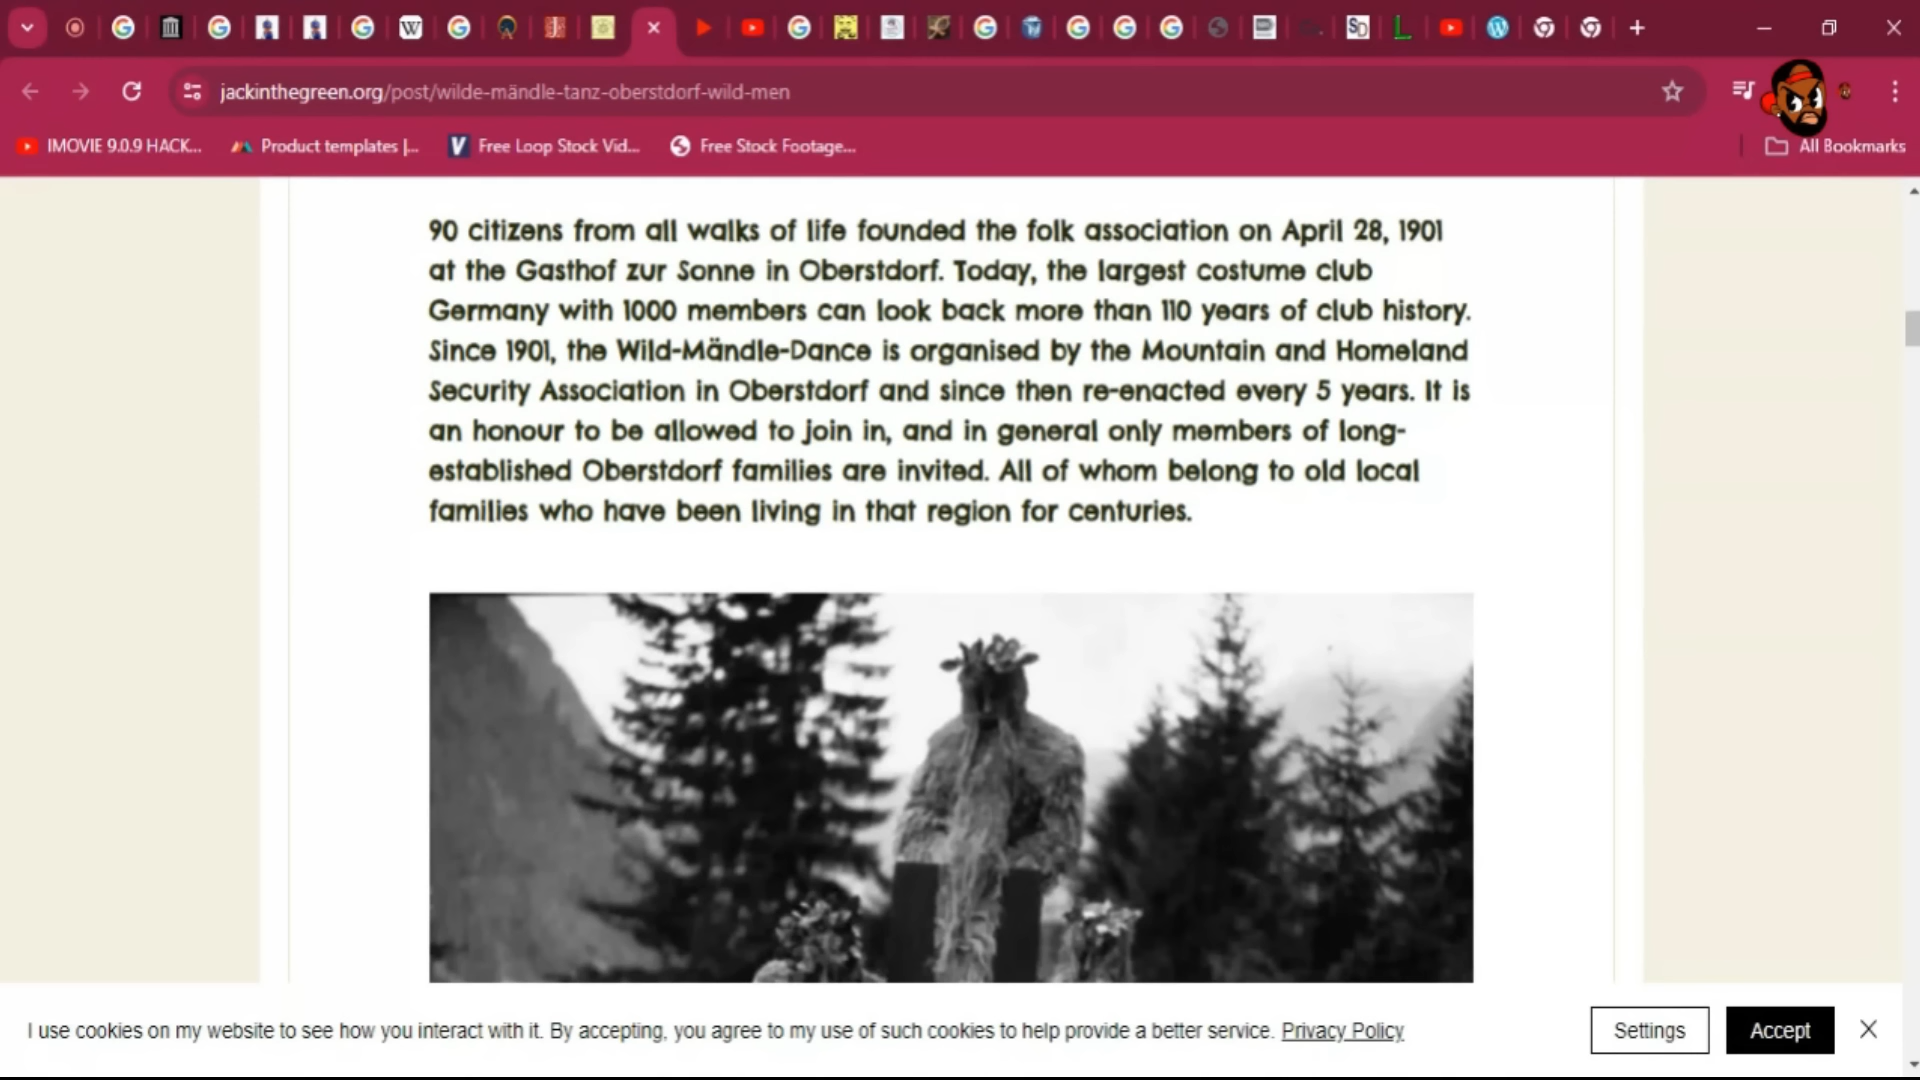 jackinthegreen.org/post/wilde-mändle-tanz-oberstdorf-wild-men
IMOVIE 9.0.9 HACK...
Product templates |...
Free Loop Stock Vid...
Free Stock Footage...
All Bookmarks
90 citizens from all walks of life founded the folk association on April 28, 1901
at the Gasthof zur Sonne in Oberstdorf. Today, the largest costume club
Germany with 1000 members can look back more than 110 years of club history.
Since 1901, the Wild-Mändle-Dance is organised by the Mountain and Homeland
Security Association in Oberstdorf and since then re-enacted every 5 years. It is
an honour to be allowed to join in, and in general only members of long-
established Oberstdorf families are invited. All of whom belong to old local
families who have been living in that region for centuries.
I use cookies on my website to see how you interact with it. By accepting, you agree to my use of such cookies to help provide a better service. Privacy Policy
Settings
Accept